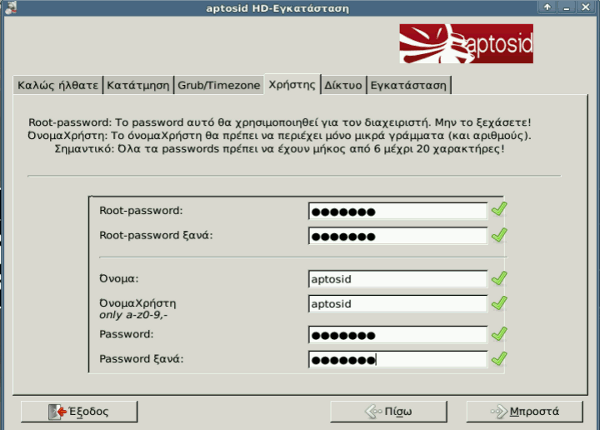 aptosid HD-Εγκατάσταση
aptosid
Καλώς ήλθατε Κατάτμηση Grub/Timezone Χρήστης Δίκτυο Εγκατάσταση
Root-password: Το password αυτό θα χρησιμοποιηθεί για τον διαχειριστή. Μην το ξεχάσετε!
ΌνομαΧρήστη: Το όνομαΧρήστη θα πρέπει να περιέχει μόνο μικρά γράμματα (και αριθμούς).
Σημαντικό: Όλα τα passwords πρέπει να έχουν μήκος από 6 μέχρι 20 χαρακτήρες!
Root-password:
Root-password ξανά:
Όνομα: aptosid
ΌνομαΧρήστη aptosid
only a-z0-9,-
Password:
Password ξανά:
Έξοδος Πίσω Μπροστά